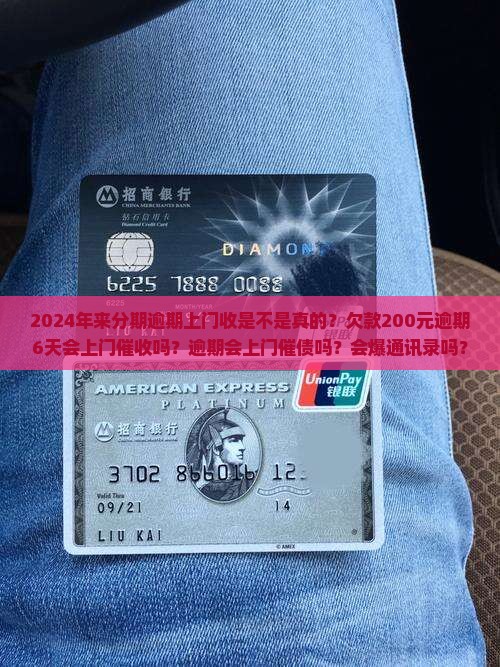 招商银行
CHINA MERCHANTS BANK
钻石信用卡
Diamond Credit Card
DIAMOND
6225 7888 0088
2024年来分期逾期上门收是不是真的？欠款200元逾期
6天会上门催收吗？逾期会上门催债吗？会爆通讯录吗？
AMERICAN EXPRESS
UnionPay
银联
PLATINUM
招商银行
3702 866016 12
Valid Thru
09/21
14
LIU KAI
© AMEX